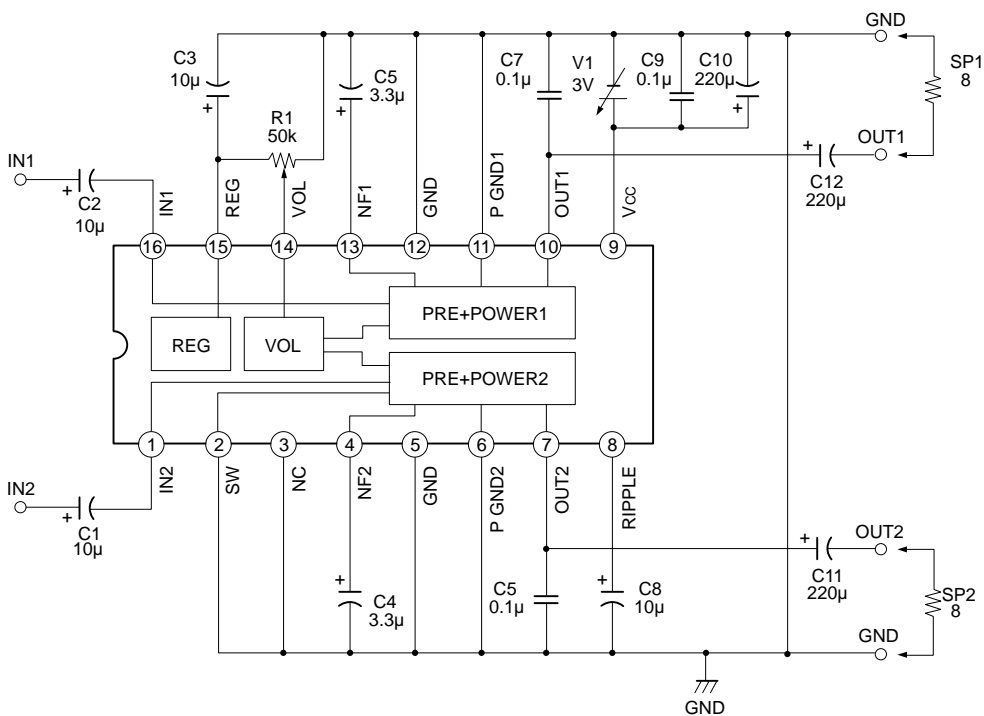 GND
C3
10µ
C5
3.3µ
C7
0.1µ
V1
3V
C9
0.1µ
C10
220µ
SP1
8
R1
50k
OUT1
IN1
C2
10µ
C12
220µ
IN1
REG
VOL
NF1
GND
P GND1
OUT1
VCC
16
15
14
13
12
11
10
9
PRE+POWER1
REG
VOL
PRE+POWER2
1
2
3
4
5
6
7
8
IN2
SW
NC
NF2
GND
P GND2
OUT2
RIPPLE
IN2
C1
10µ
OUT2
C11
220µ
C4
3.3µ
C5
0.1µ
C8
10µ
SP2
8
GND
GND
+
+
+
+
+
+
+
+
+
+